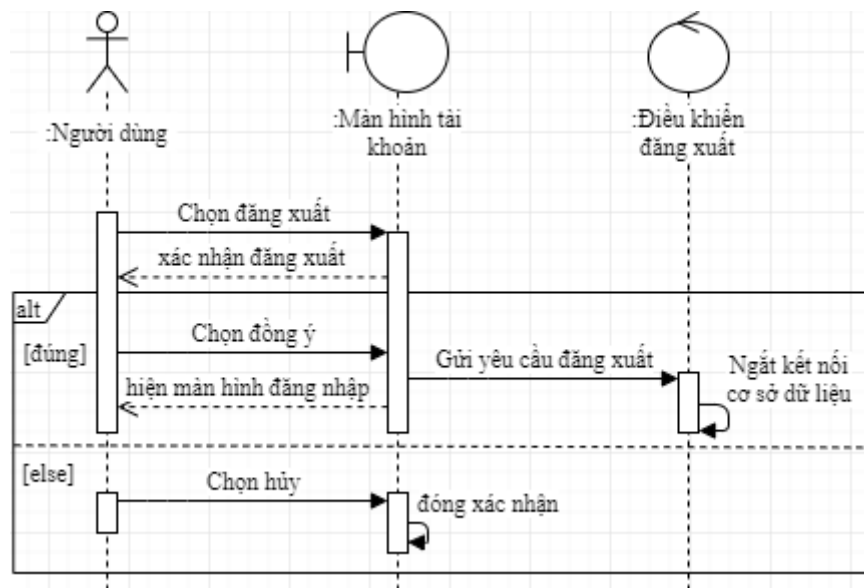 :Người dùng
:Màn hình tài
khoản
:Điều khiển
đăng xuất
Chọn đăng xuất
xác nhận đăng xuất
alt
[đúng]
Chọn đồng ý
Gửi yêu cầu đăng xuất
Ngắt kết nối
cơ sở dữ liệu
hiện màn hình đăng nhập
[else]
Chọn hủy
đóng xác nhận